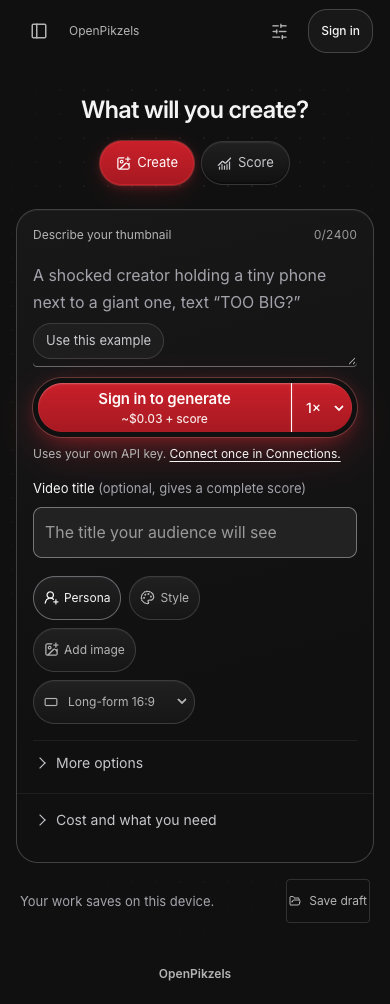 OpenPikzels
Sign in
What will you create?
Create
Score
Describe your thumbnail
0/2400
A shocked creator holding a tiny phone
next to a giant one, text “TOO BIG?”
Use this example
Sign in to generate
~$0.03 + score
1×
Uses your own API key. Connect once in Connections.
Video title (optional, gives a complete score)
The title your audience will see
Persona
Style
Add image
Long-form 16:9
More options
Cost and what you need
Your work saves on this device.
Save draft
OpenPikzels